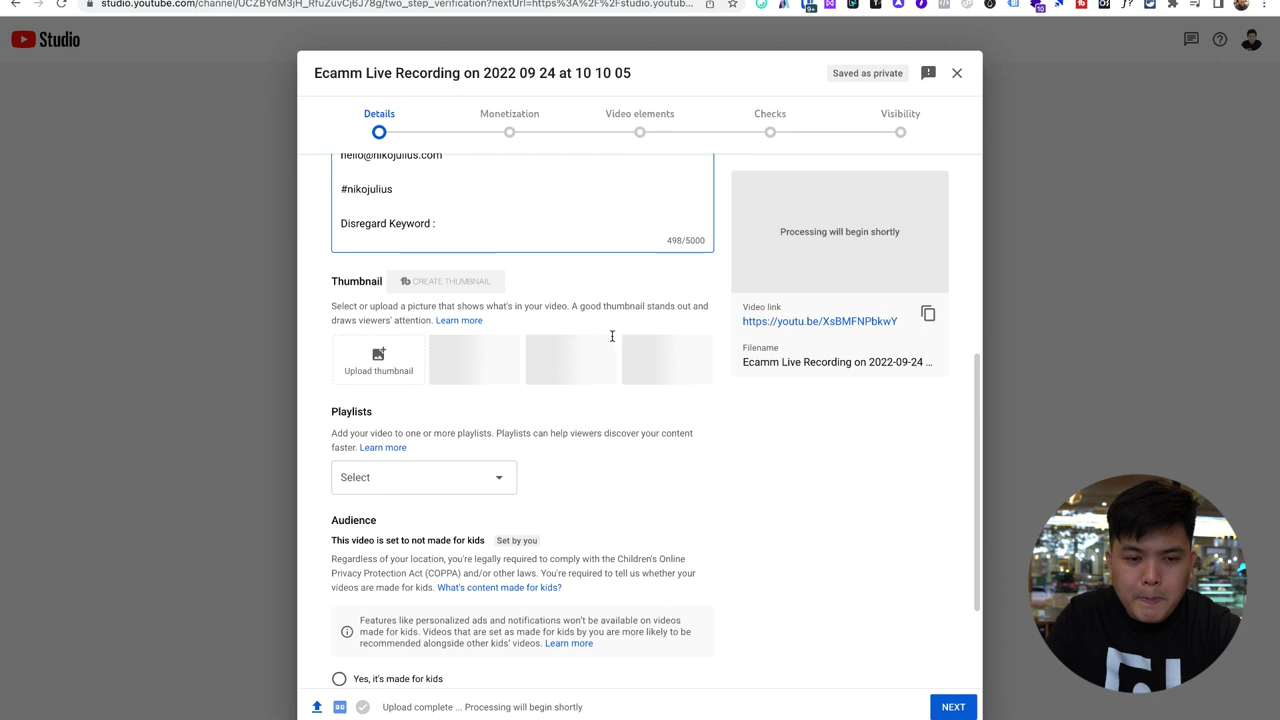 studio.youtube.com/channel/UCZBYdM3jH_RfuZuvCj6J78g/two_step_verification?nextUrl=https%3A%2F%2Fstudio.youtub...
Studio
Ecamm Live Recording on 2022 09 24 at 10 10 05
Saved as private
Details
Monetization
Video elements
Checks
Visibility
hello@nikojulius.com
#nikojulius
Disregard Keyword :
498/5000
Processing will begin shortly
Thumbnail
CREATE THUMBNAIL
Select or upload a picture that shows what's in your video. A good thumbnail stands out and
draws viewers' attention. Learn more
Upload thumbnail
Video link
https://youtu.be/XsBMFNPbkwY
Filename
Ecamm Live Recording on 2022-09-24 ...
Playlists
Add your video to one or more playlists. Playlists can help viewers discover your content
faster. Learn more
Select
Audience
This video is set to not made for kids
Set by you
Regardless of your location, you're legally required to comply with the Children's Online
Privacy Protection Act (COPPA) and/or other laws. You're required to tell us whether your
videos are made for kids. What's content made for kids?
Features like personalized ads and notifications won't be available on videos
made for kids. Videos that are set as made for kids by you are more likely to be
recommended alongside other kids' videos. Learn more
Yes, it's made for kids
Upload complete ... Processing will begin shortly
NEXT